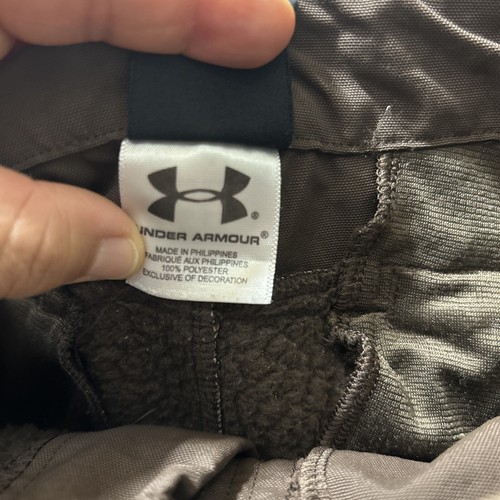 UNDER ARMOUR®
MADE IN PHILIPPINES
FABRIQUE AUX PHILIPPINES
100% POLYESTER
EXCLUSIVE OF DECORATION